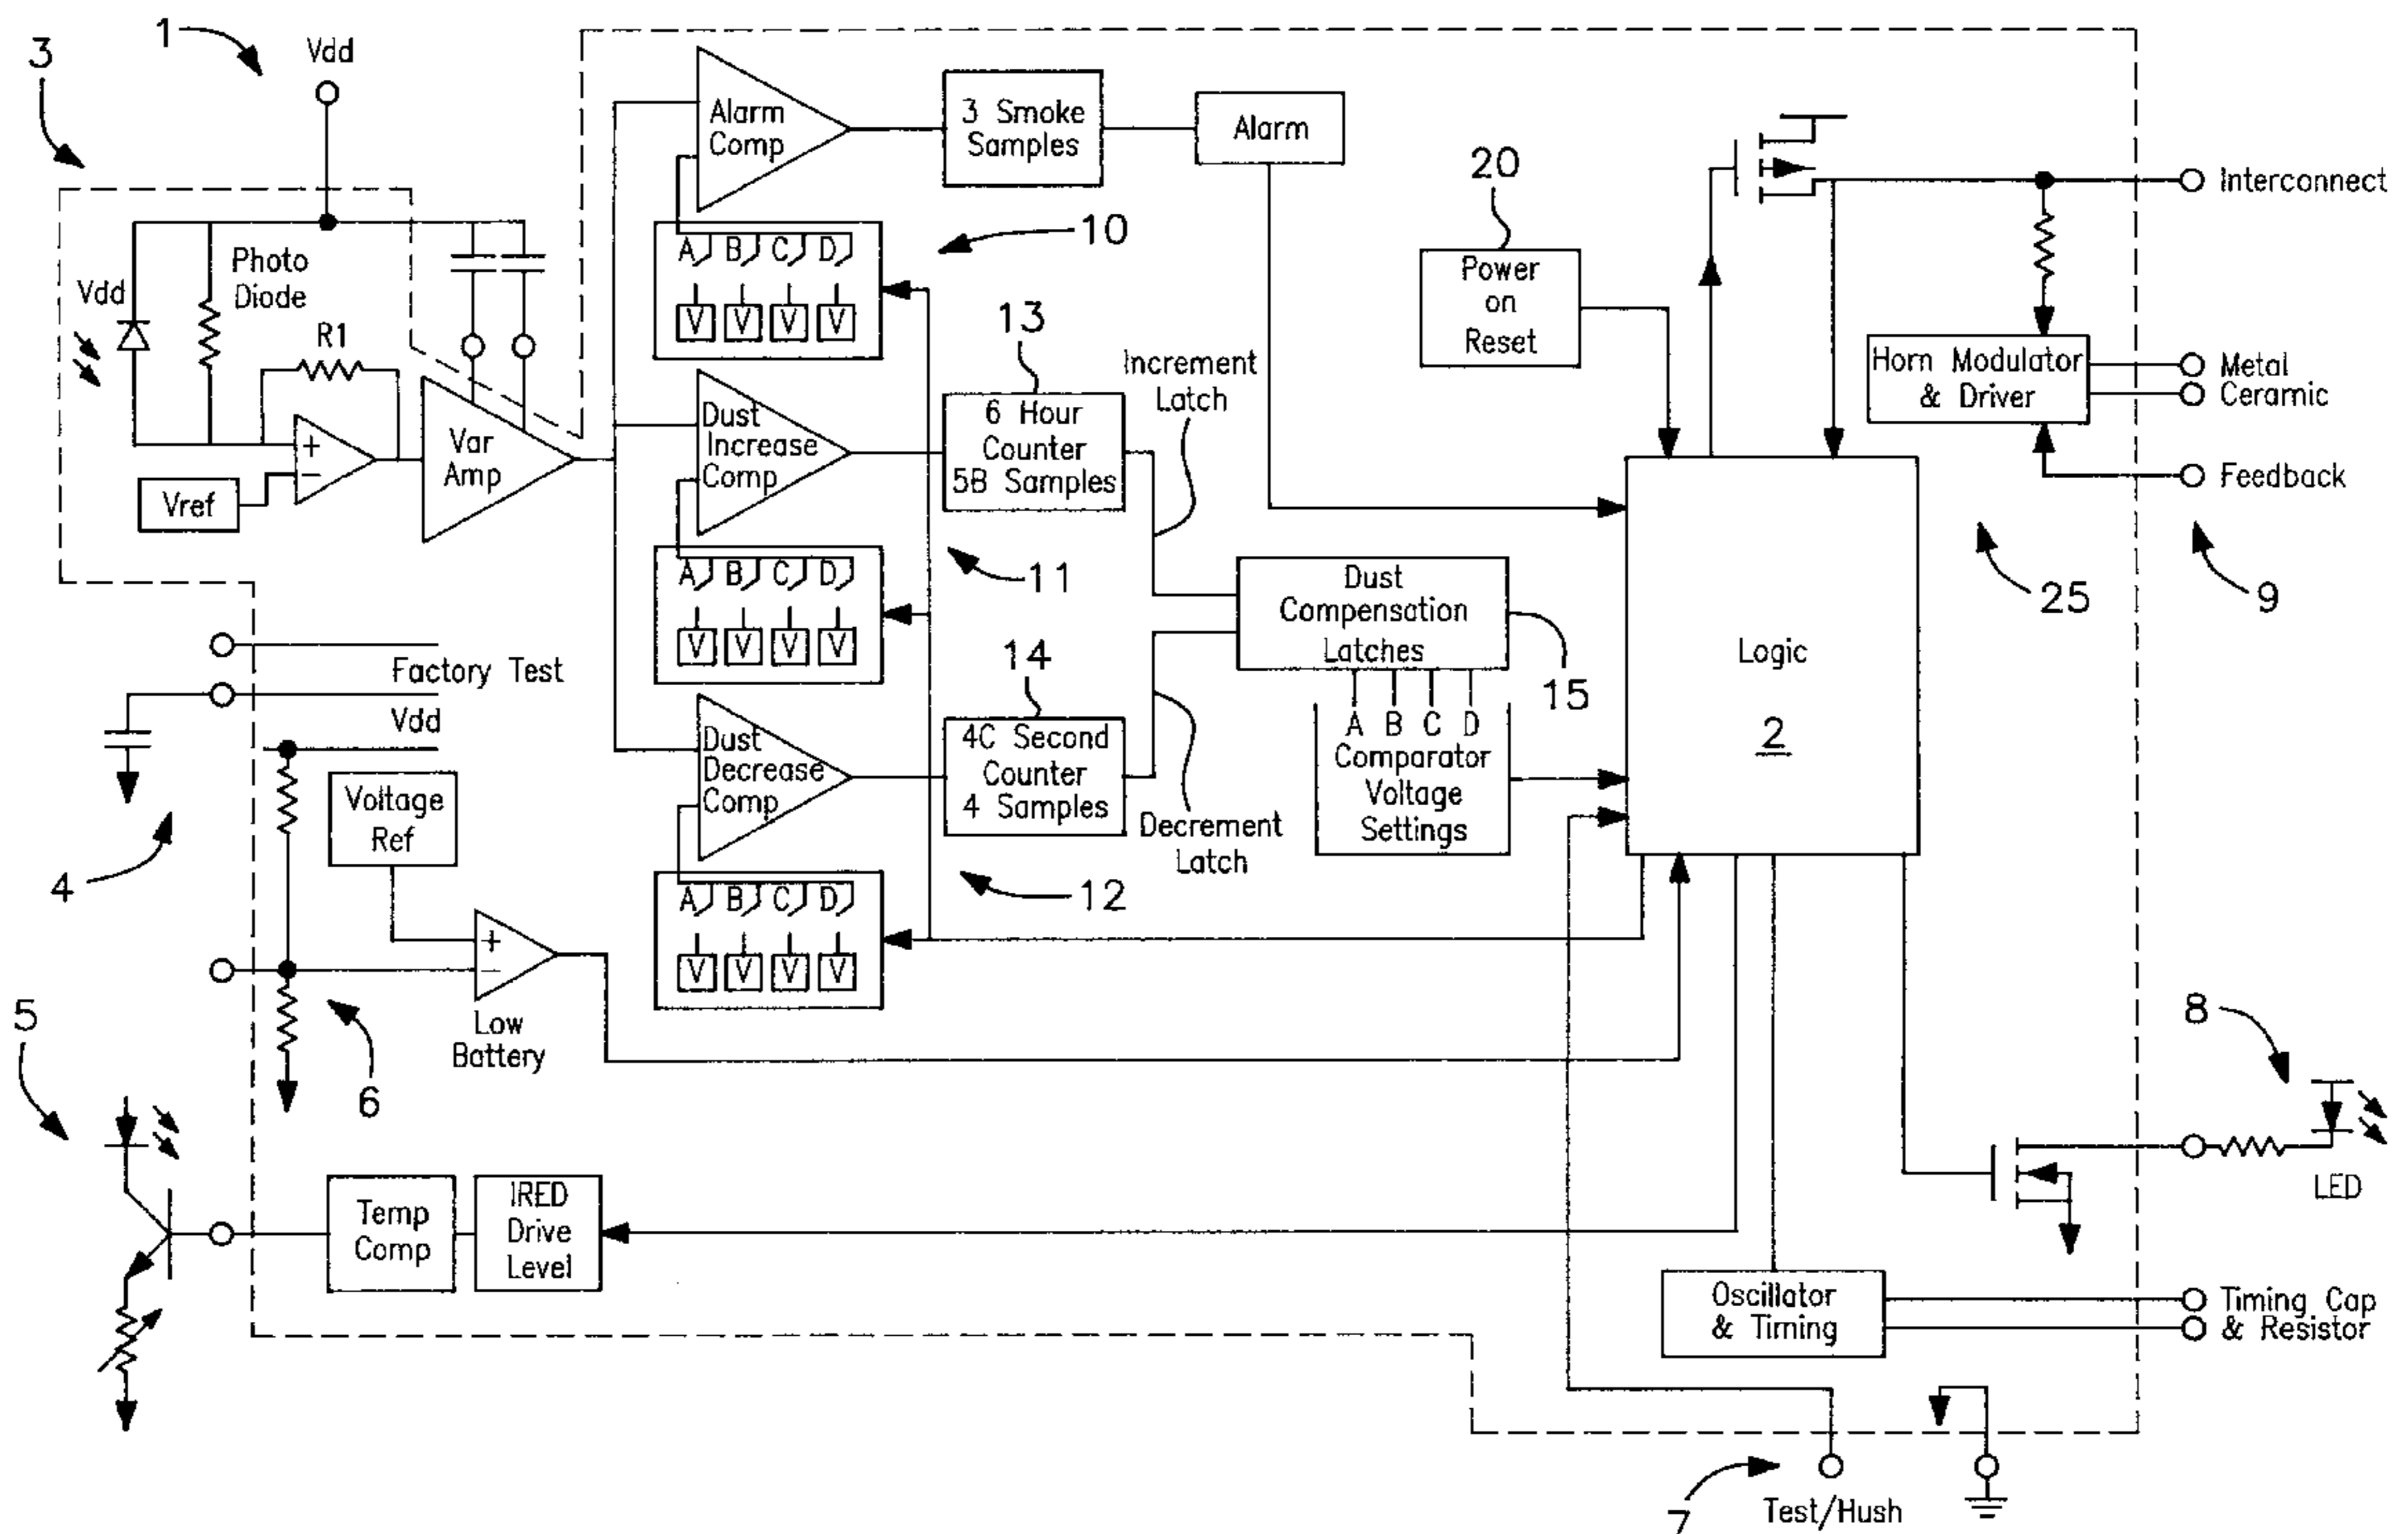 1
3
Vdd
Alarm
Comp
3 Smoke
Samples
Alarm
20
Interconnect
Power
on
Reset
10
A B C D
V V V V
Photo
Diode
Vdd
R1
13
Increment
Latch
Horn Modulator
& Driver
Metal
Ceramic
Var
Amp
Dust
Increase
Comp
6 Hour
Counter
5B Samples
Vref
Feedback
11
25
9
A B C D
V V V V
Dust
Compensation
Latches
15
Logic
2
Factory Test
Vdd
14
A B C D
Comparator
Voltage
Settings
Dust
Decrease
Comp
4C Second
Counter
4 Samples
Decrement
Latch
Voltage
Ref
4
12
A B C D
V V V V
+
−
+
−
Low
Battery
5
6
8
LED
Temp
Comp
IRED
Drive
Level
Oscillator
& Timing
Timing Cap
& Resistor
7
Test/Hush